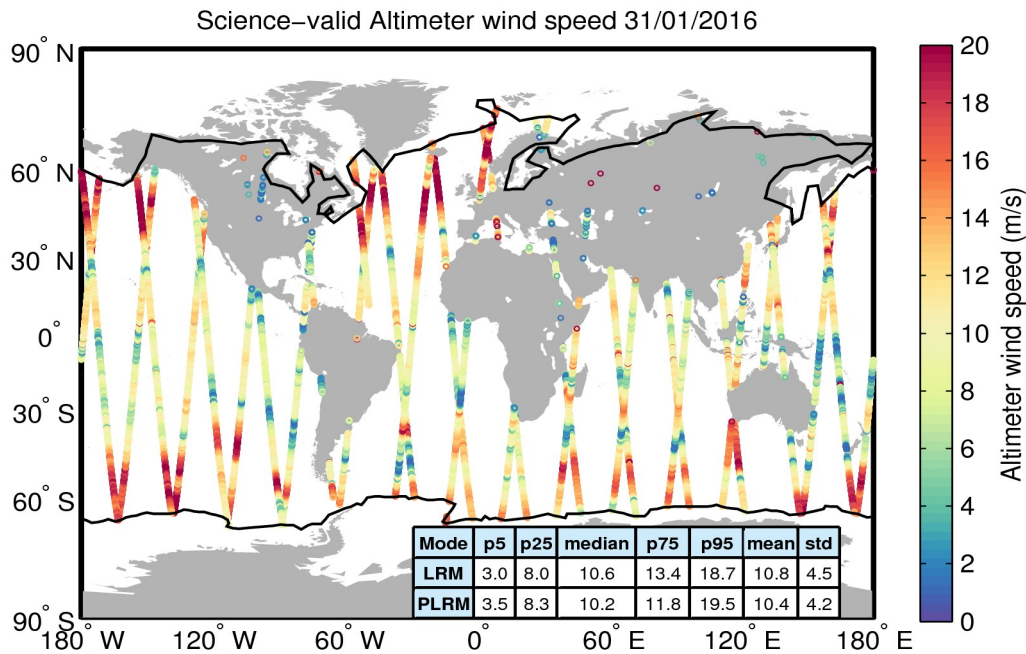 Science−valid Altimeter wind speed 31/01/2016
90° N
60° N
30° N
0°
30° S
60° S
90° S
180° W
120° W
60° W
0°
60° E
120° E
180° E
Mode p5 p25 median p75 p95 mean std
LRM 3.0 8.0 10.6 13.4 18.7 10.8 4.5
PLRM 3.5 8.3 10.2 11.8 19.5 10.4 4.2
20
18
16
14
12
10
8
6
4
2
0
Altimeter wind speed (m/s)